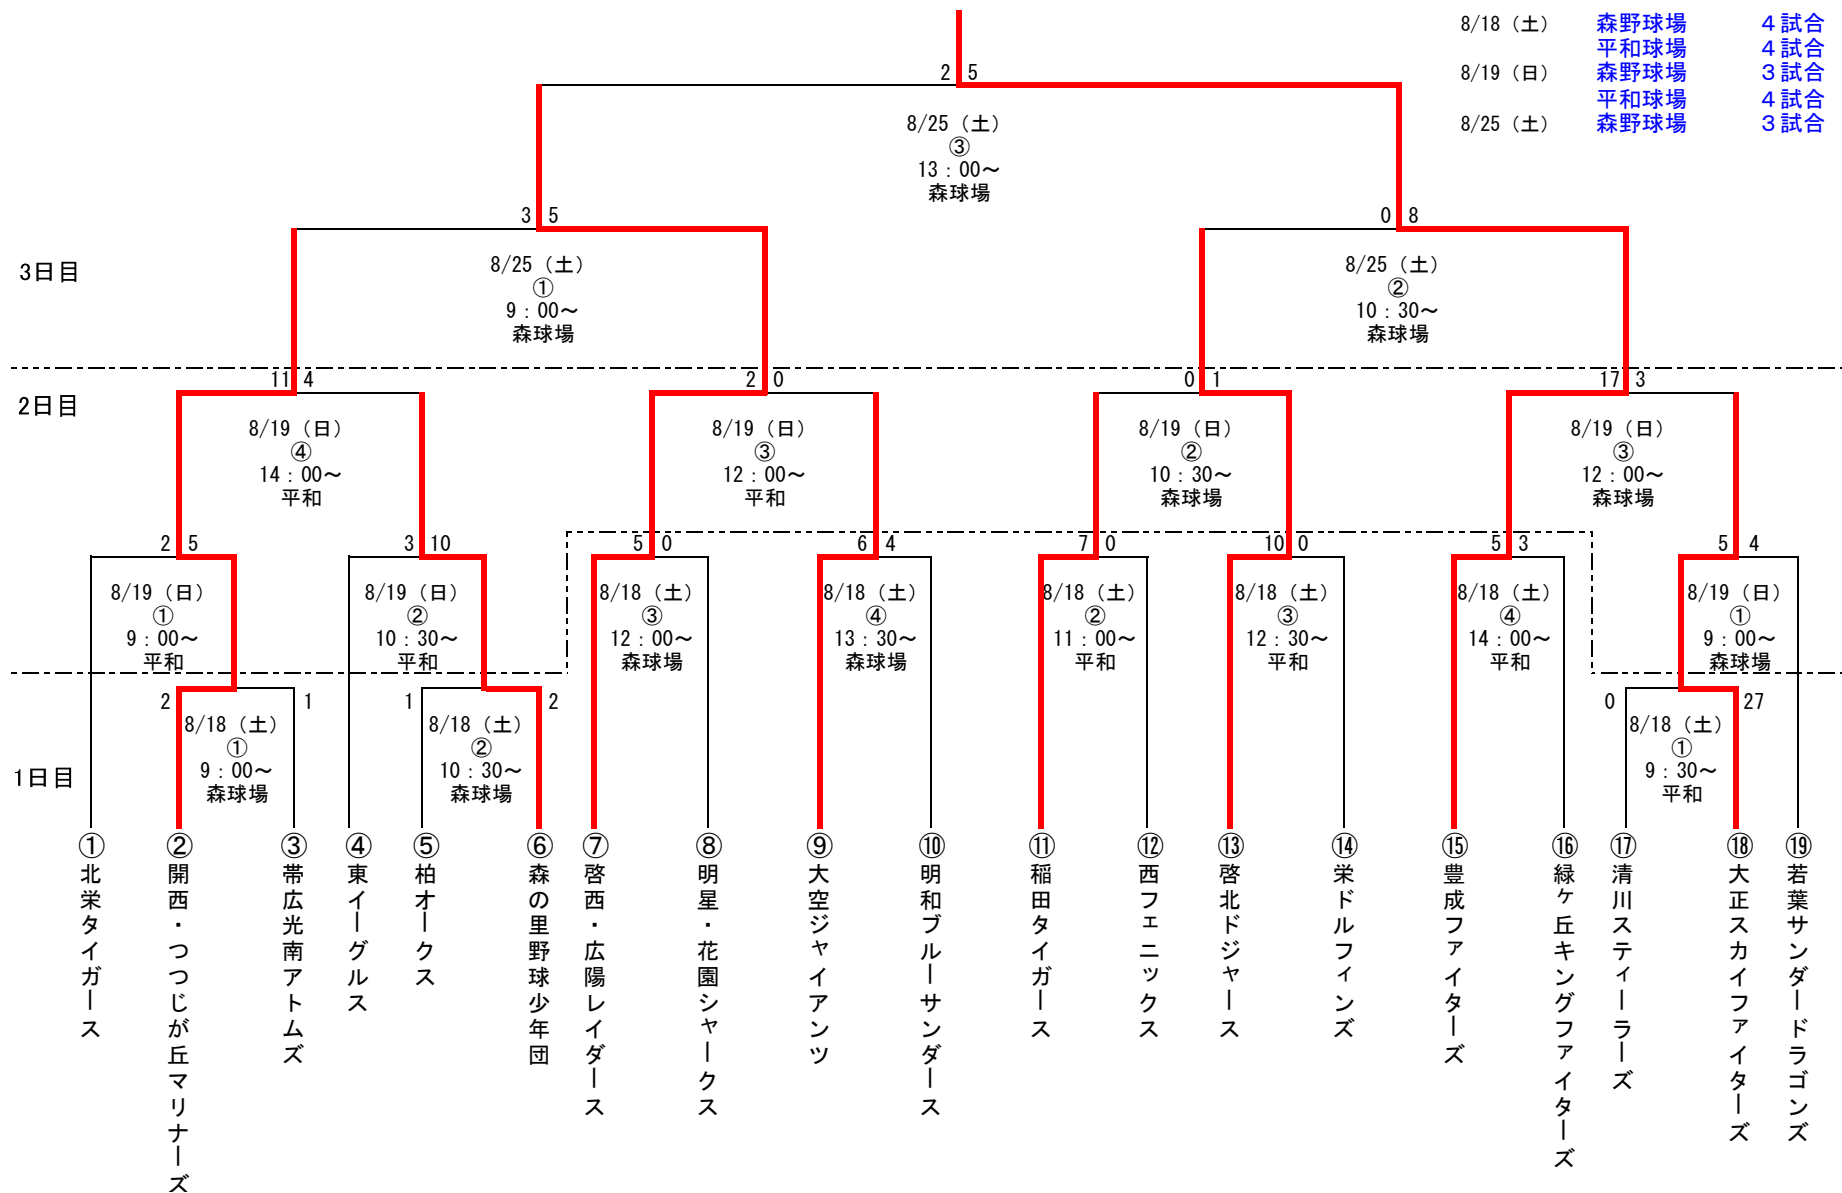 8/18（土） 森野球場 ４試合
平和球場 ４試合
8/19（日） 森野球場 ３試合
平和球場 ４試合
8/25（土） 森野球場 ３試合
2 5
8/25（土）
③
13：00～
森球場
3 5
0 8
3日目
8/25（土）
①
9：00～
森球場
8/25（土）
②
10：30～
森球場
11 4
2 0
0 1
17 3
2日目
8/19（日）
④
14：00～
平和
8/19（日）
③
12：00～
平和
8/19（日）
②
10：30～
森球場
8/19（日）
③
12：00～
森球場
2 5
3 10
5 0
6 4
7 0
10 0
5 3
5 4
8/19（日）
①
9：00～
平和
8/19（日）
②
10：30～
平和
8/18（土）
③
12：00～
森球場
8/18（土）
④
13：30～
森球場
8/18（土）
②
11：00～
平和
8/18（土）
③
12：30～
平和
8/18（土）
④
14：00～
平和
8/19（日）
①
9：00～
森球場
2 1
1 2
0 27
1日目
8/18（土）
①
9：00～
森球場
8/18（土）
②
10：30～
森球場
8/18（土）
①
9：30～
平和
①北栄タイガース
②開西・つつじが丘マリナーズ
③帯広光南アトムズ
④東イーグルス
⑤柏オークス
⑥森の里野球少年団
⑦啓西・広陽レイダース
⑧明星・花園シャークス
⑨大空ジャイアンツ
⑩明和ブルーサンダース
⑪稲田タイガース
⑫西フェニックス
⑬啓北ドジャース
⑭栄ドルフィンズ
⑮豊成ファイターズ
⑯緑ヶ丘キングファイターズ
⑰清川スティーラーズ
⑱大正スカイファイターズ
⑲若葉サンダードラゴンズ